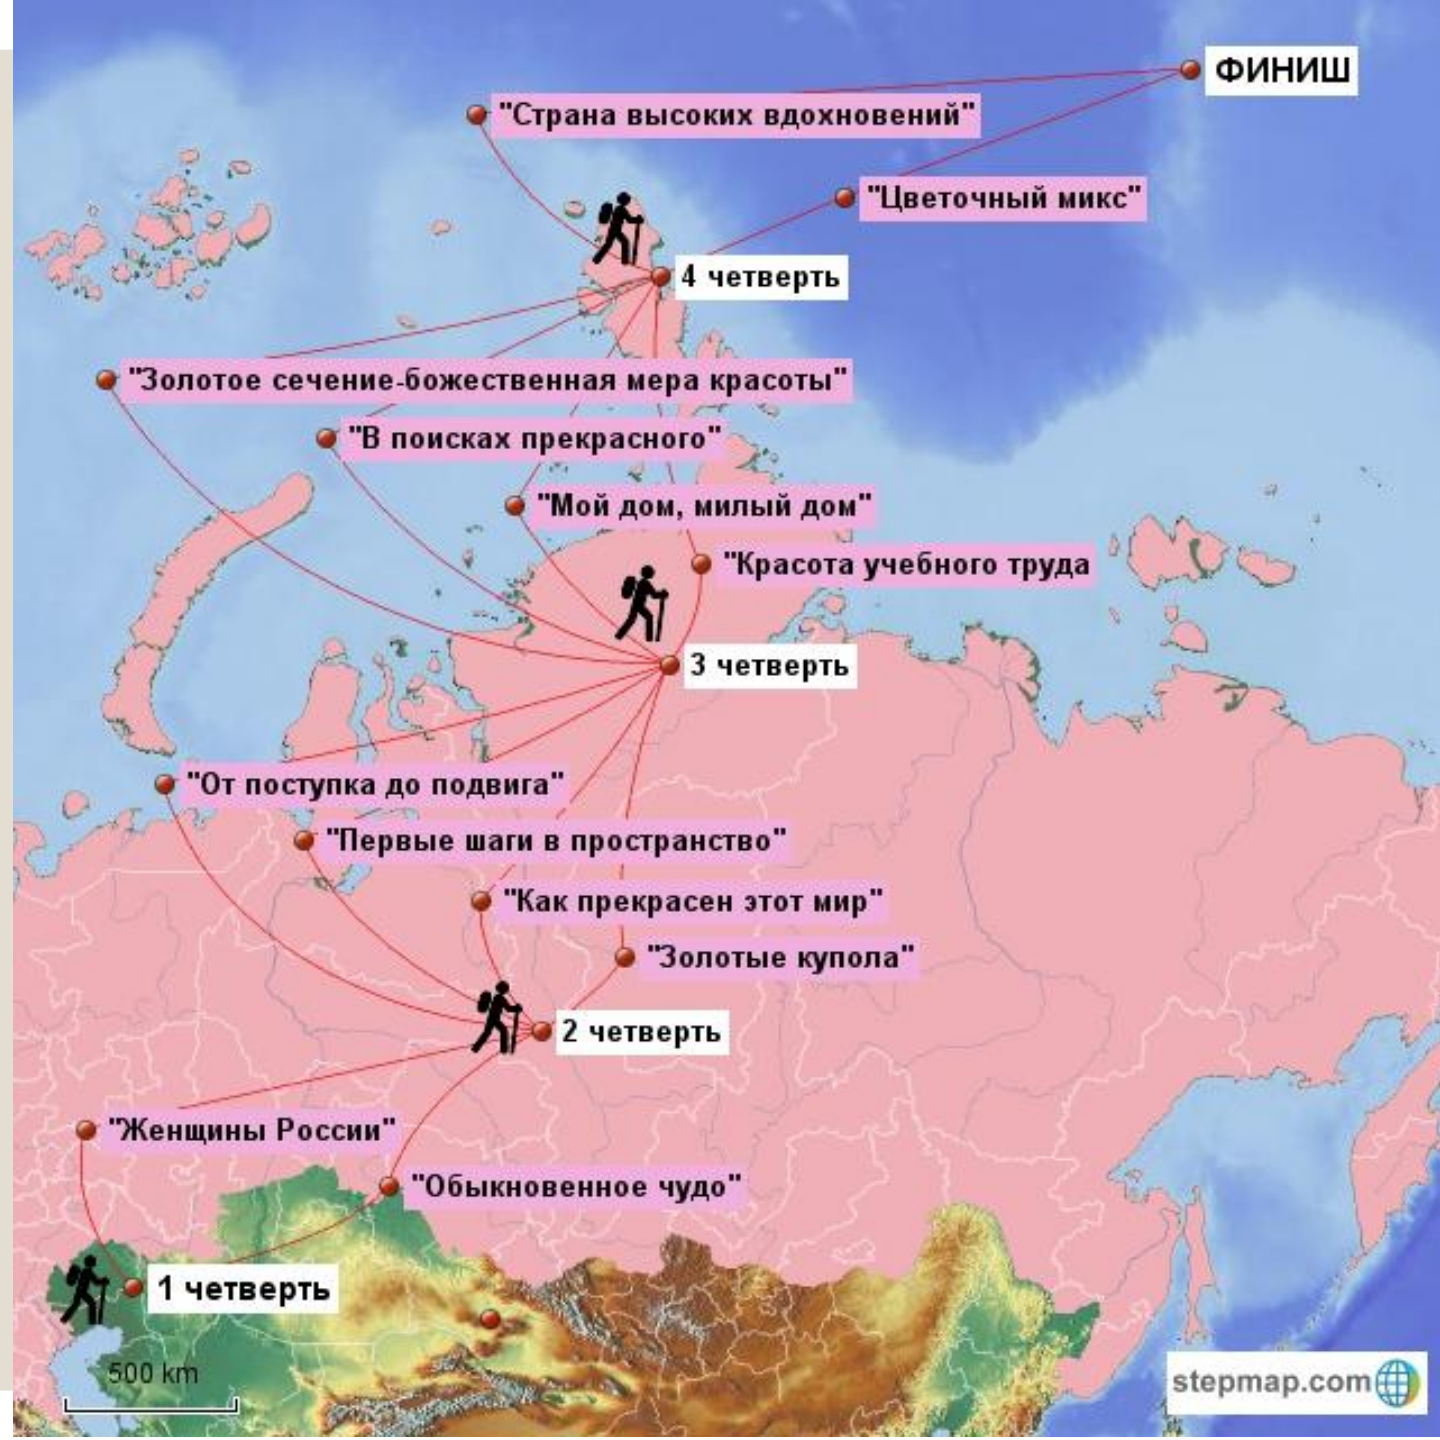 ФИНИШ
"Страна высоких вдохновений"
"Цветочный микс"
4 четверть
"Золотое сечение-божественная мера красоты"
"В поисках прекрасного"
"Мой дом, милый дом"
"Красота учебного труда
3 четверть
"От поступка до подвига"
"Первые шаги в пространство"
"Как прекрасен этот мир"
"Золотые купола"
2 четверть
"Женщины России"
"Обыкновенное чудо"
1 четверть
500 km
stepmap.com